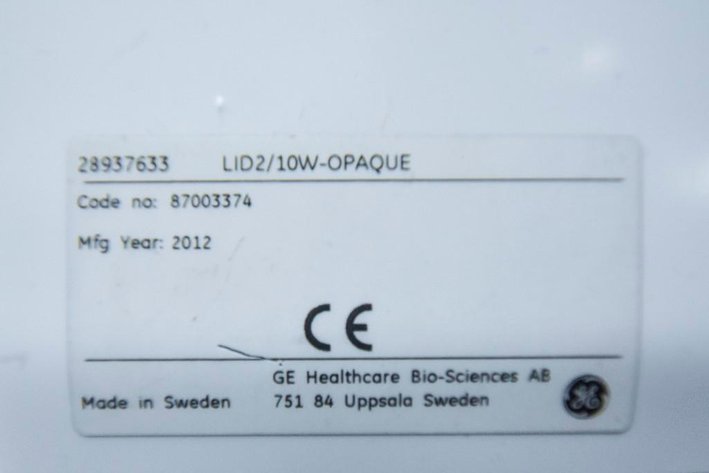 28937633 LID2/10W-OPAQUE
Code no: 87003374
Mfg Year: 2012
CE
GE Healthcare Bio-Sciences AB
Made in Sweden 751 84 Uppsala Sweden
GE